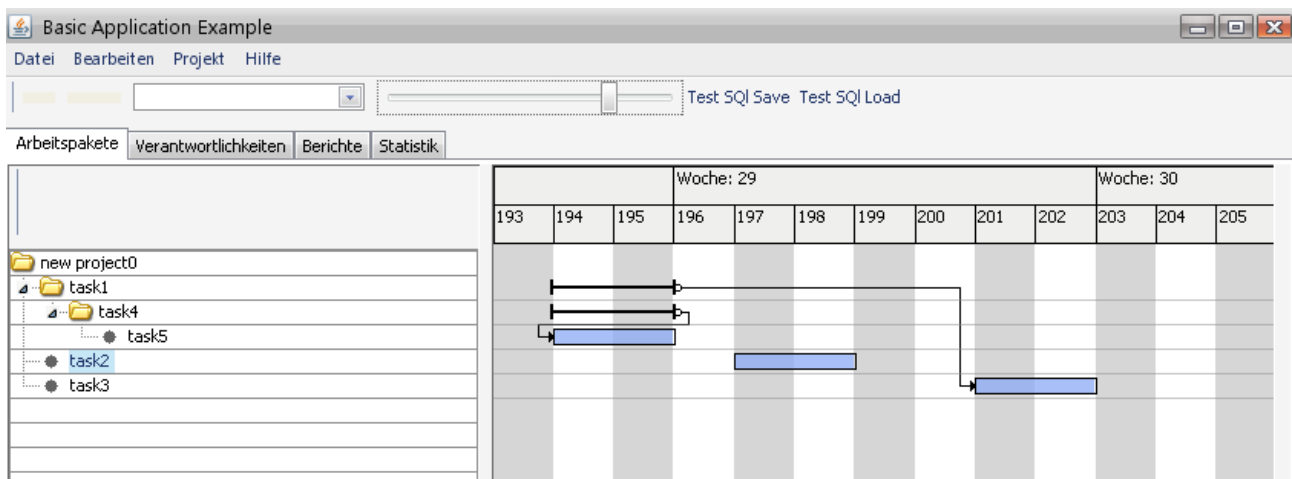 Basic Application Example
Datei Bearbeiten Projekt Hilfe
Test SQl Save Test SQl Load
Arbeitspakete Verantwortlichkeiten Berichte Statistik
Woche: 29 Woche: 30
193 194 195 196 197 198 199 200 201 202 203 204 205
new project0
task1
task4
task5
task2
task3